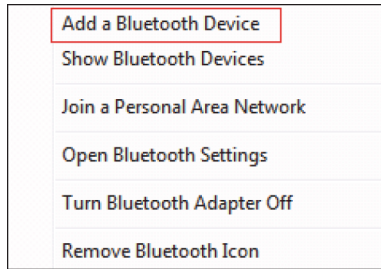 Add a Bluetooth Device
Show Bluetooth Devices
Join a Personal Area Network
Open Bluetooth Settings
Turn Bluetooth Adapter Off
Remove Bluetooth Icon